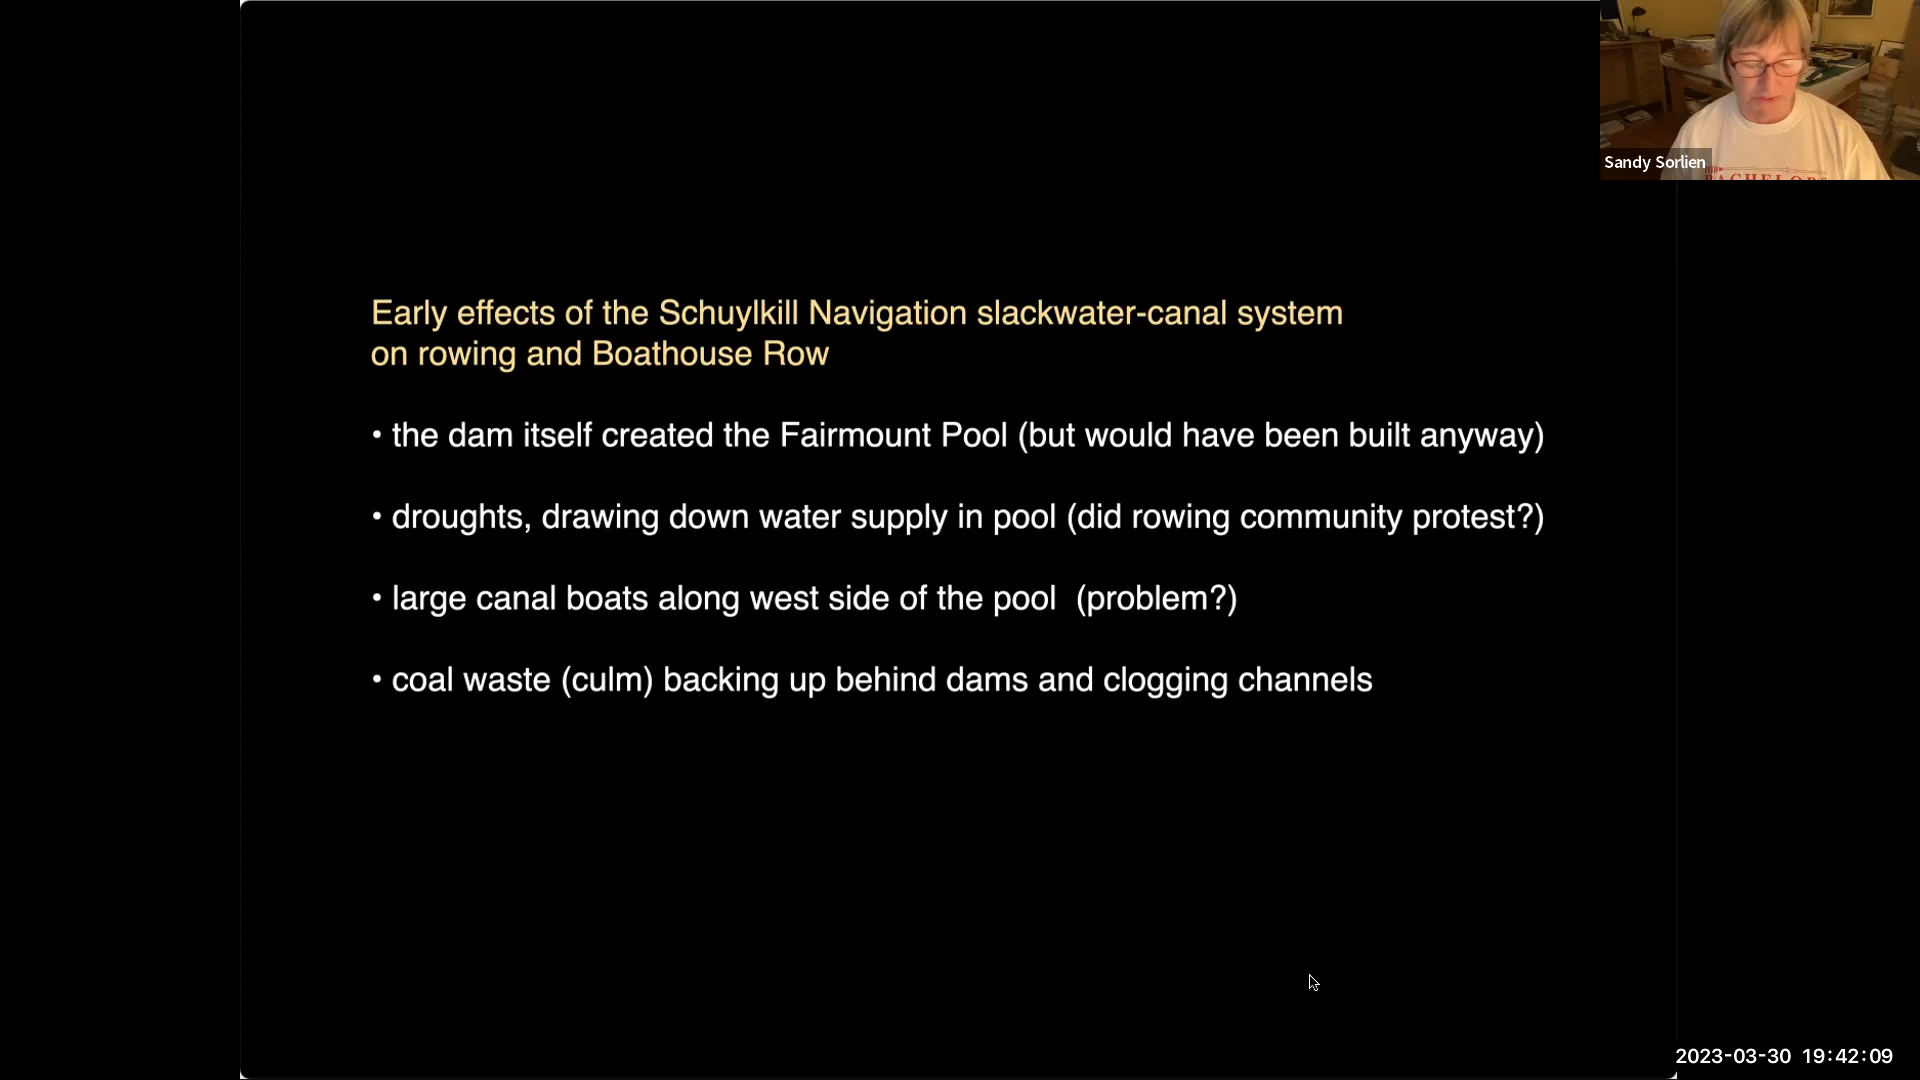 Early effects of the Schuylkill Navigation slackwater-canal system
on rowing and Boathouse Row
• the dam itself created the Fairmount Pool (but would have been built anyway)
• droughts, drawing down water supply in pool (did rowing community protest?)
• large canal boats along west side of the pool  (problem?)
• coal waste (culm) backing up behind dams and clogging channels
Sandy Sorlien
2023-03-30 19:42:09